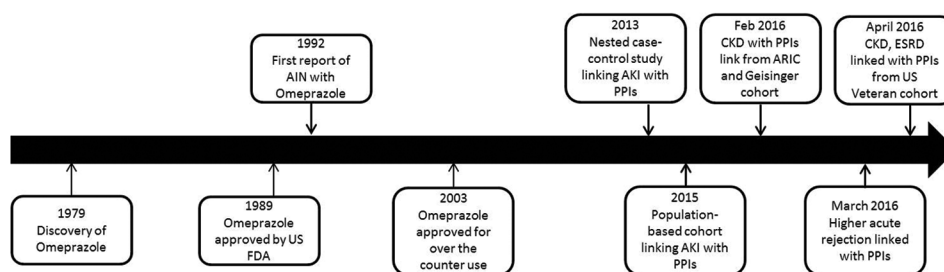 1992
First report of
AIN with
Omeprazole
2013
Nested case-
control study
linking AKI with
PPIs
Feb 2016
CKD with PPIs
link from ARIC
and Geisinger
cohort
April 2016
CKD, ESRD
linked with PPIs
from US
Veteran cohort
1979
Discovery of
Omeprazole
1989
Omeprazole
approved by US
FDA
2003
Omeprazole
approved for
over the
counter use
2015
Population-
based cohort
linking AKI with
PPIs
March 2016
Higher acute
rejection linked
with PPIs